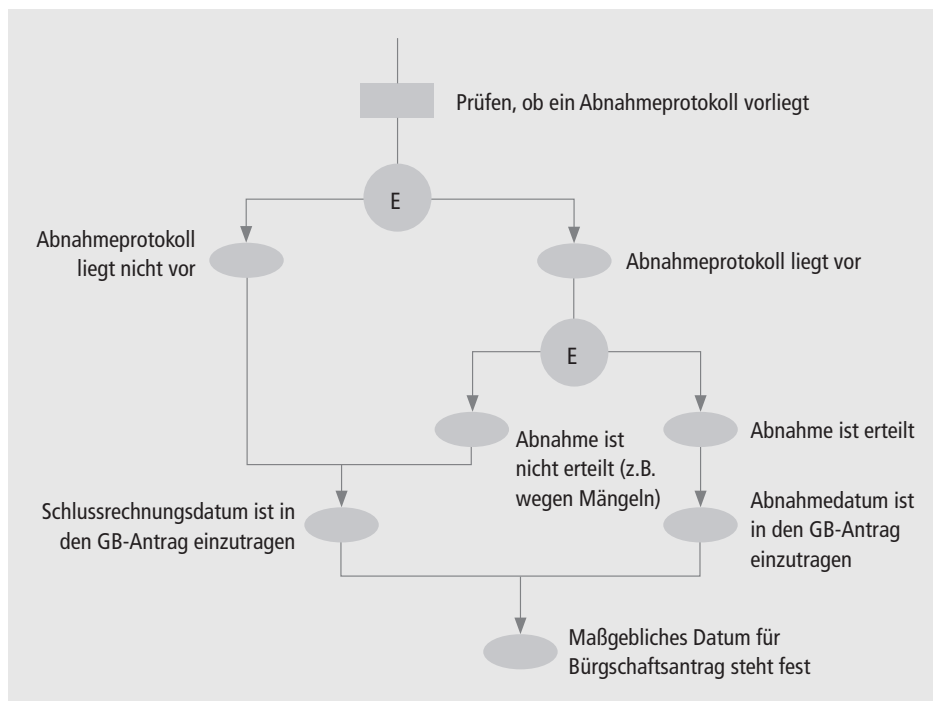 Prüfen, ob ein Abnahmeprotokoll vorliegt
E
Abnahmeprotokoll
liegt nicht vor
Abnahmeprotokoll liegt vor
E
Abnahme ist
nicht erteilt (z.B.
wegen Mängeln)
Abnahme ist erteilt
Schlussrechnungsdatum ist in
den GB-Antrag einzutragen
Abnahmedatum ist
in den GB-Antrag
einzutragen
Maßgebliches Datum für
Bürgschaftsantrag steht fest